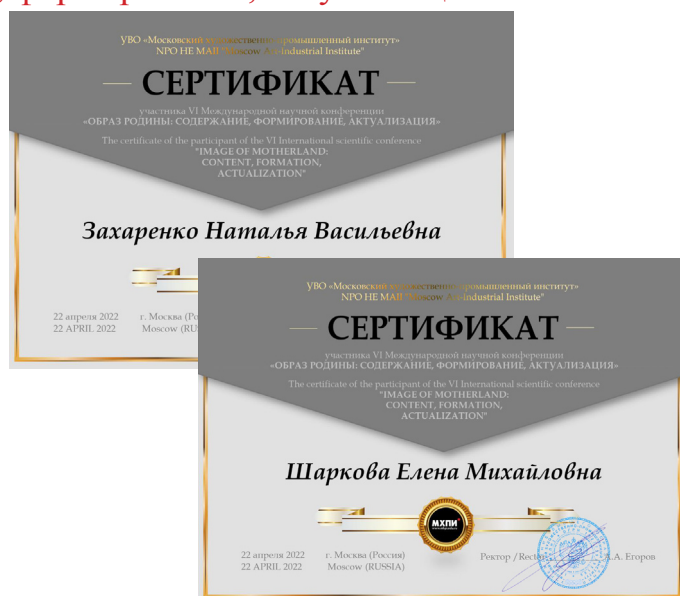 УВО «Московский художественно-промышленный институт»
NPO HE MAII "Moscow Art-industrial Institute"
СЕРТИФИКАТ
участника VI Международной научной конференции
«ОБРАЗ РОДИНЫ: СОДЕРЖАНИЕ, ФОРМИРОВАНИЕ, АКТУАЛИЗАЦИЯ»
The certificate of the participant of the VI International scientific conference
"IMAGE OF MOTHERLAND:
CONTENT, FORMATION,
ACTUALIZATION"
Захаренко Наталья Васильевна
22 апреля 2022 г. Москва
22 APRIL 2022 Moscow
УВО «Московский художественно-промышленный институт»
NPO HE MAII "Moscow Art-industrial Institute"
СЕРТИФИКАТ
участника VI Международной научной конференции
«ОБРАЗ РОДИНЫ: СОДЕРЖАНИЕ, ФОРМИРОВАНИЕ, АКТУАЛИЗАЦИЯ»
The certificate of the participant of the VI International scientific conference
"IMAGE OF MOTHERLAND:
CONTENT, FORMATION,
ACTUALIZATION"
Шаркова Елена Михайловна
МХПИ
22 апреля 2022 г. Москва (Россия) Ректор / Rector А.А. Егоров
22 APRIL 2022 Moscow (RUSSIA)